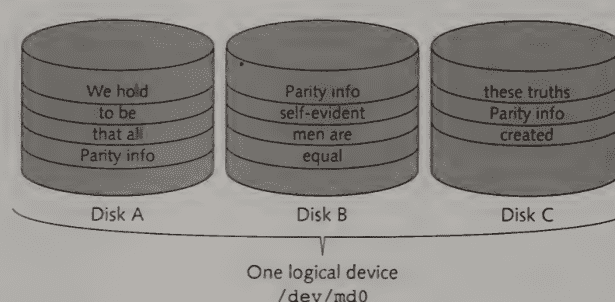 We hold
to be
that all
Parity info
Parity info
self-evident
men are
equal
these truths
Parity info
created
Disk A
Disk B
Disk C
One logical device
/dev/md0